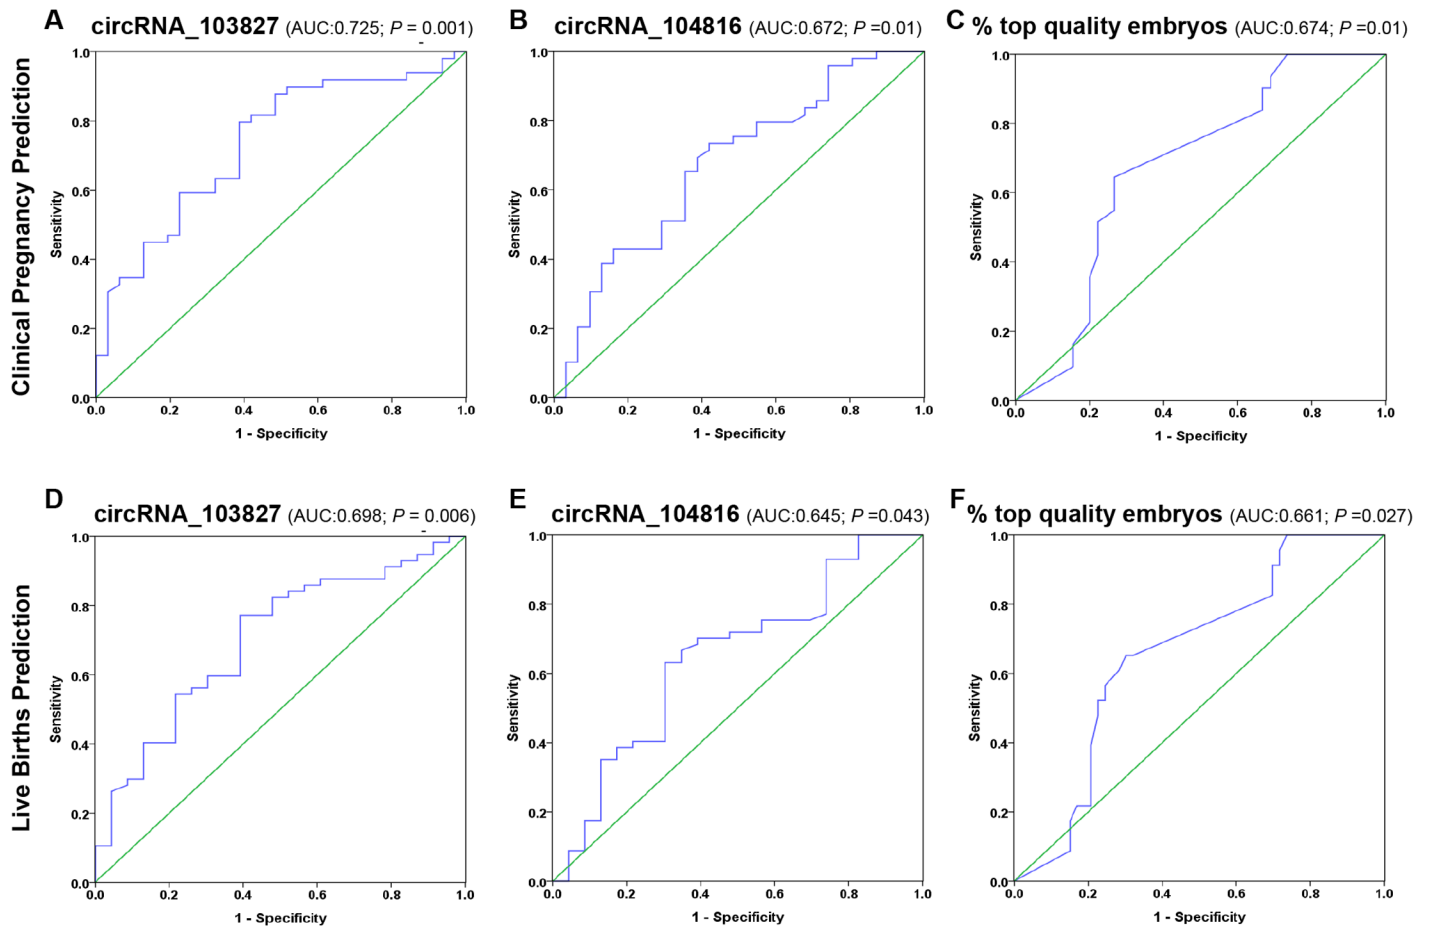 A circRNA_103827 (AUC:0.725; P = 0.001)
B circRNA_104816 (AUC:0.672; P =0.01)
C % top quality embryos (AUC:0.674; P =0.01)
Clinical Pregnancy Prediction
Sensitivity
1.0
0.8
0.6
0.4
0.2
0.0
0.0 0.2 0.4 0.6 0.8 1.0
1 - Specificity
Sensitivity
1.0
0.8
0.6
0.4
0.2
0.0
0.0 0.2 0.4 0.6 0.8 1.0
1 - Specificity
Sensitivity
1.0
0.8
0.6
0.4
0.2
0.0
0.0 0.2 0.4 0.6 0.8 1.0
1 - Specificity
D circRNA_103827 (AUC:0.698; P = 0.006)
E circRNA_104816 (AUC:0.645; P =0.043)
F % top quality embryos (AUC:0.661; P =0.027)
Live Births Prediction
Sensitivity
1.0
0.8
0.6
0.4
0.2
0.0
0.0 0.2 0.4 0.6 0.8 1.0
1 - Specificity
Sensitivity
1.0
0.8
0.6
0.4
0.2
0.0
0.0 0.2 0.4 0.6 0.8 1.0
1 - Specificity
Sensitivity
1.0
0.8
0.6
0.4
0.2
0.0
0.0 0.2 0.4 0.6 0.8 1.0
1 - Specificity